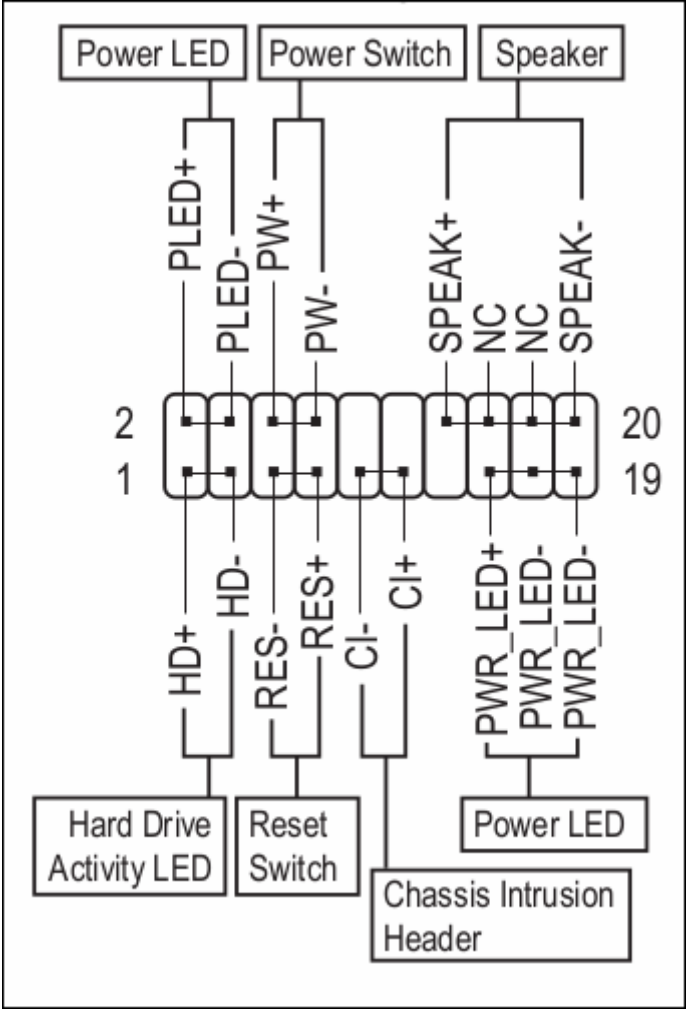 Power LED
Power Switch
Speaker
PLED+
PLED-
PW+
PW-
SPEAK+
NC
NC
SPEAK-
2
20
1
19
HD+
HD-
RES-
RES+
CI-
CI+
PWR_LED+
PWR_LED-
PWR_LED-
Hard Drive
Activity LED
Reset
Switch
Power LED
Chassis Intrusion
Header